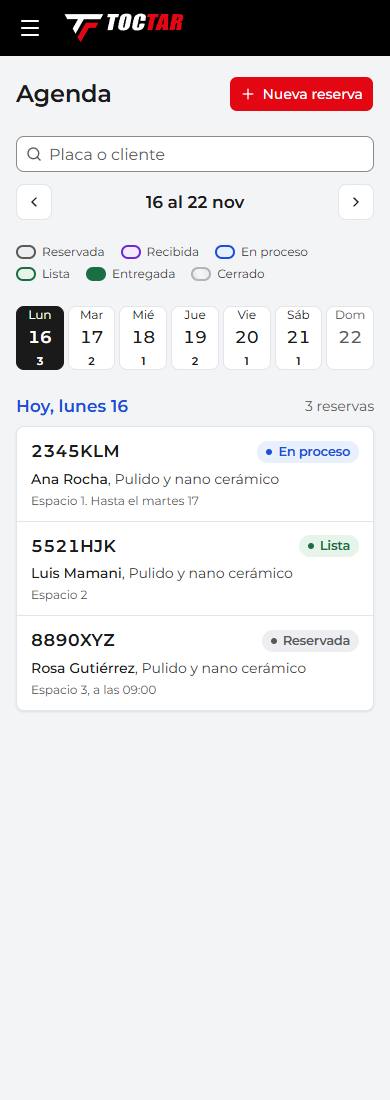 TOCTAR
Agenda
+ Nueva reserva
Placa o cliente
16 al 22 nov
Reservada
Recibida
En proceso
Lista
Entregada
Cerrado
Lun Mar Mié Jue Vie Sáb Dom
16 17 18 19 20 21 22
3 2 1 2 1 1
Hoy, lunes 16
3 reservas
2345KLM
En proceso
Ana Rocha, Pulido y nano cerámico
Espacio 1. Hasta el martes 17
5521HJK
Lista
Luis Mamani, Pulido y nano cerámico
Espacio 2
8890XYZ
Reservada
Rosa Gutiérrez, Pulido y nano cerámico
Espacio 3, a las 09:00